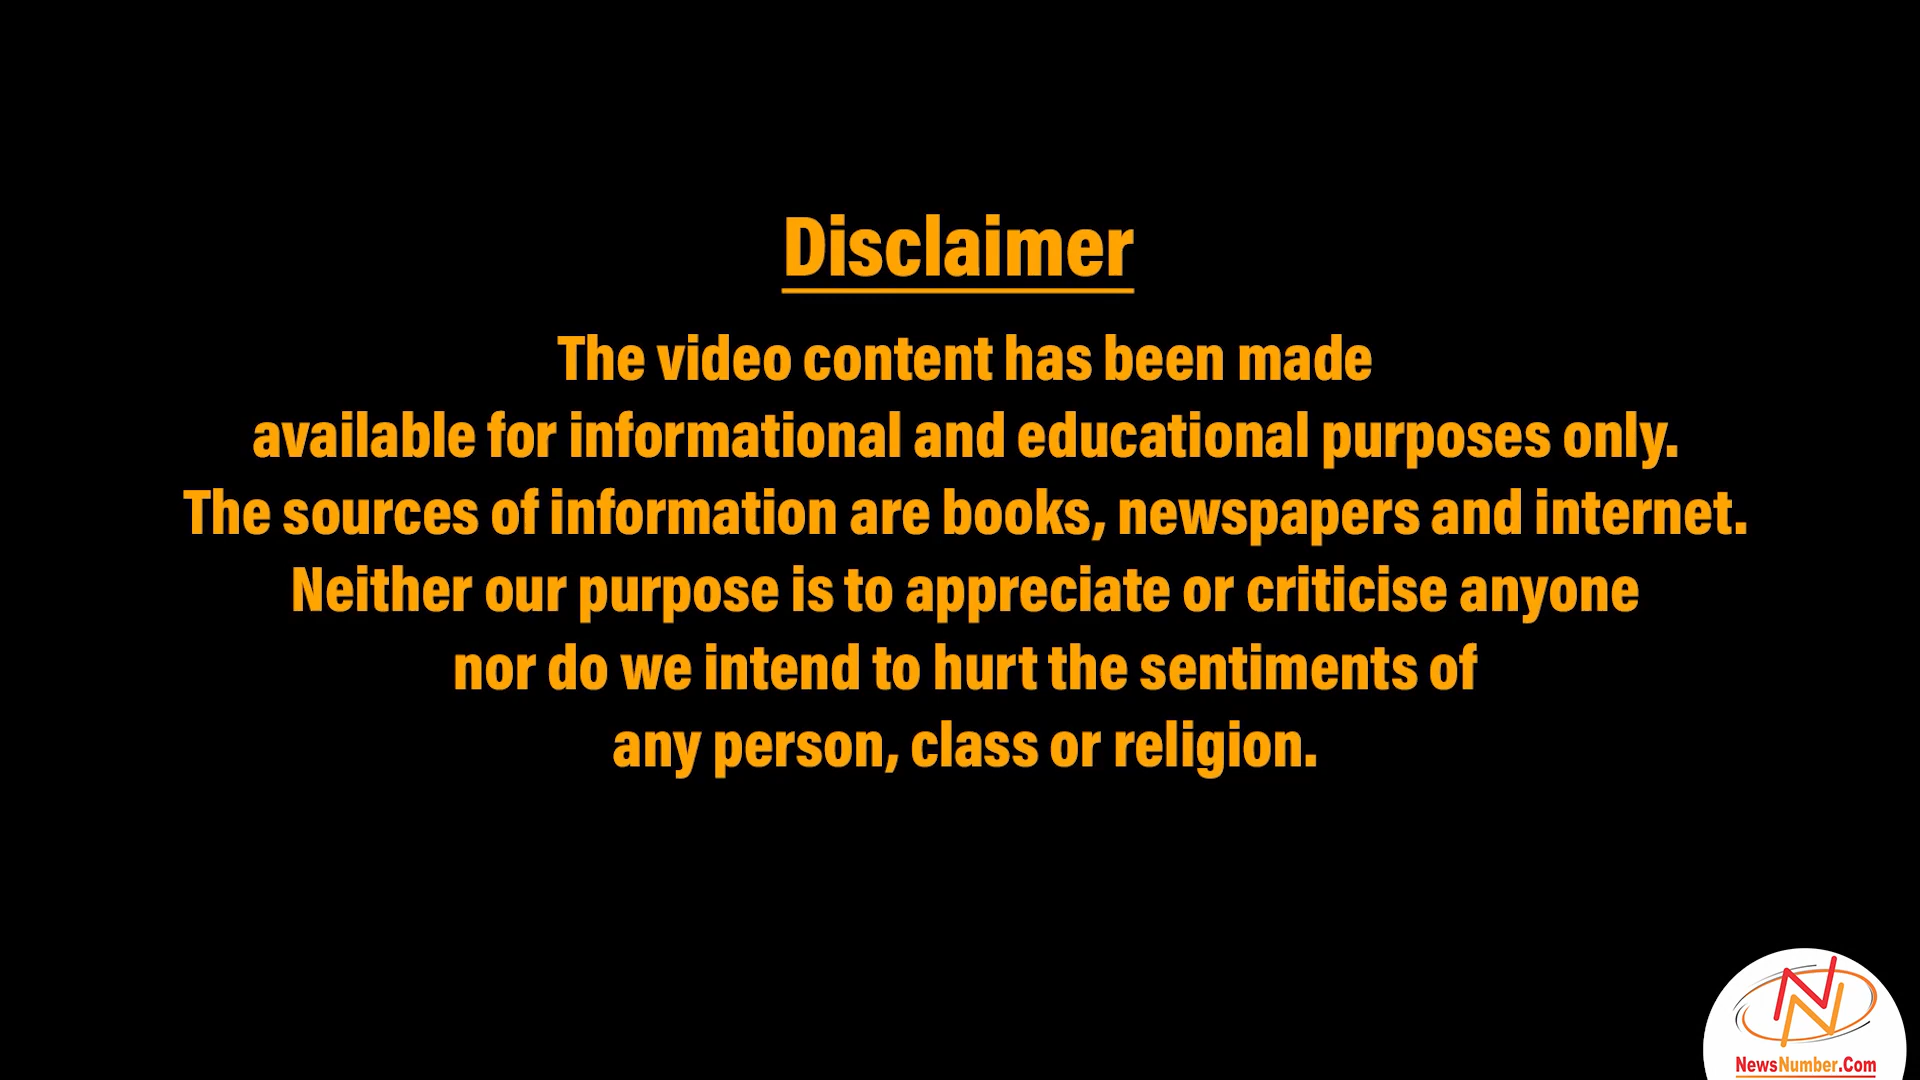 Disclaimer
The video content has been made
available for informational and educational purposes only.
The sources of information are books, newspapers and internet.
Neither our purpose is to appreciate or criticise anyone
nor do we intend to hurt the sentiments of
any person, class or religion.
NN
NewsNumber.Com